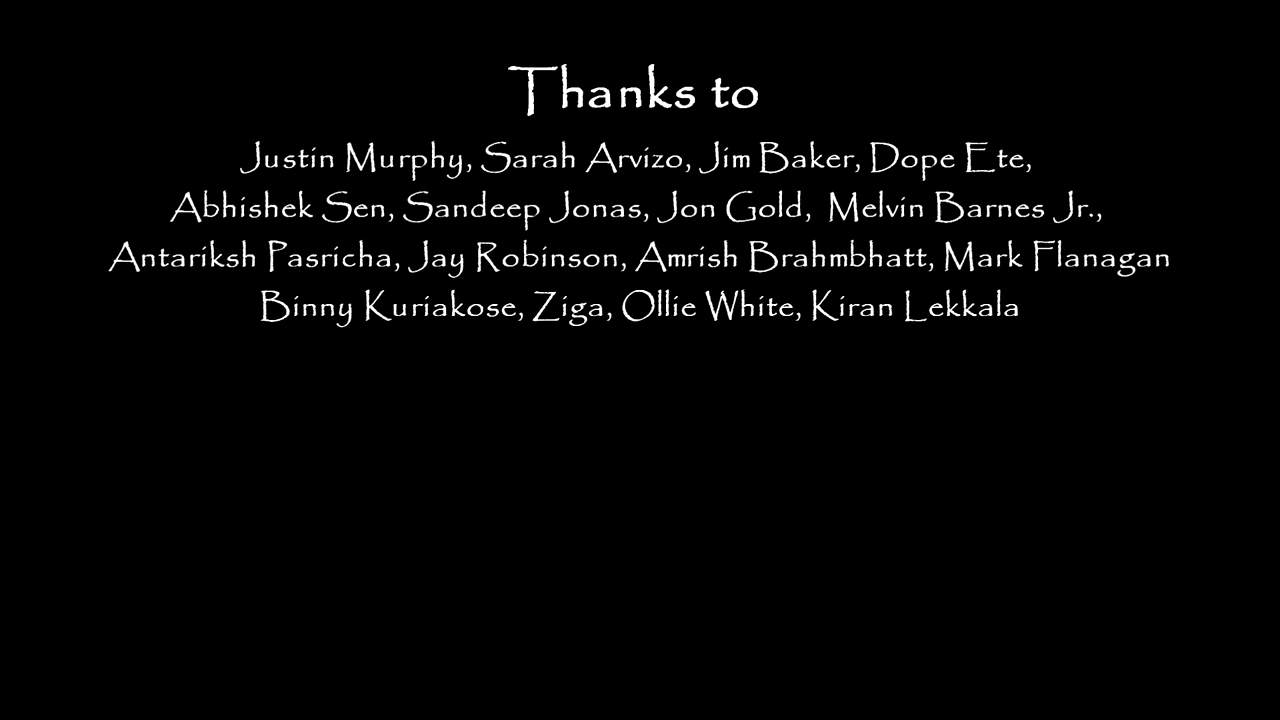 Thanks to
Justin Murphy, Sarah Arvizo, Jim Baker, Dope Ete,
Abhishek Sen, Sandeep Jonas, Jon Gold,  Melvin Barnes Jr.,
Antariksh Pasricha, Jay Robinson, Amrish Brahmbhatt, Mark Flanagan
Binny Kuriakose, Ziga, Ollie White, Kiran Lekkala